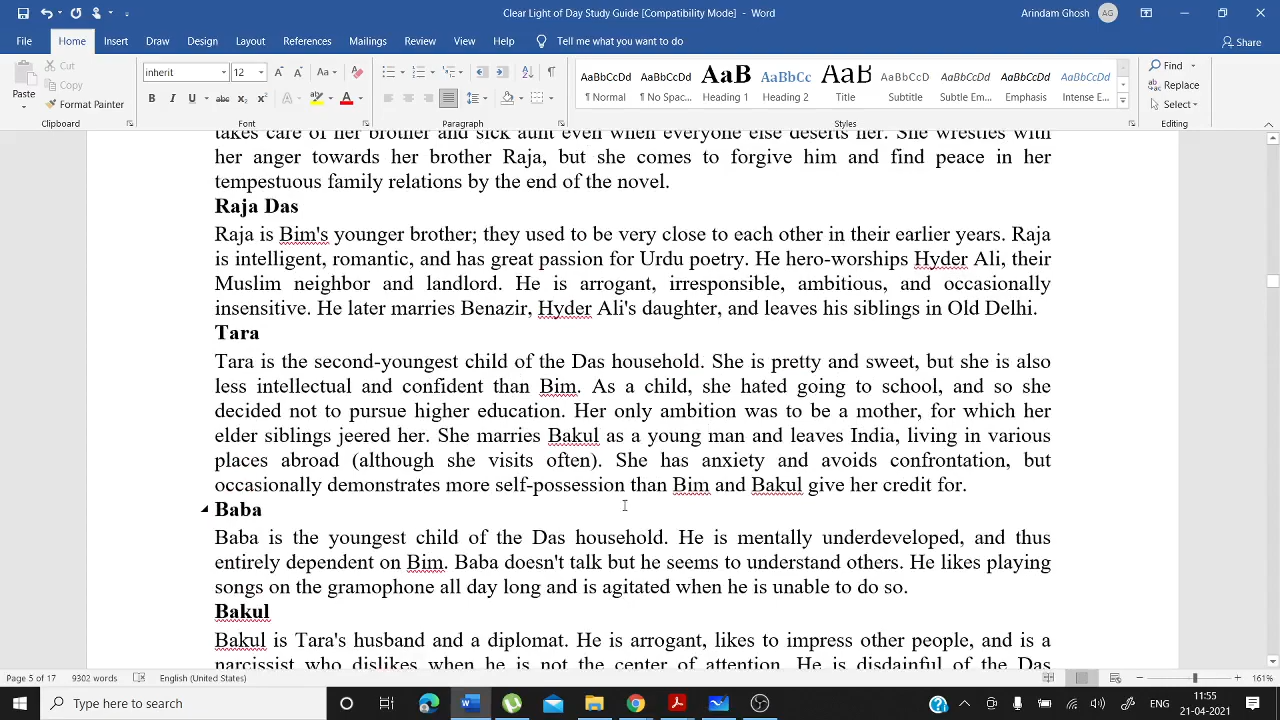 Clear Light of Day Study Guide [Compatibility Mode] - Word
Arindam Ghosh AG
File Home Insert Draw Design Layout References Mailings Review View Help Tell me what you want to do Share
Paste Cut Copy Format Painter Clipboard
inherit 12 Font
Paragraph
AaBbCcDd ¶ Normal
AaBbCcDd ¶ No Spac...
AaB Heading 1
AaBbCc Heading 2
AaB Title
AaBbCcD Subtitle
AaBbCcDd Subtle Em...
AaBbCcDd Emphasis
AaBbCcDd Intense E...
Styles
Find Replace Select Editing
takes care of her brother and sick aunt even when everyone else deserts her. She wrestles with
her anger towards her brother Raja, but she comes to forgive him and find peace in her
tempestuous family relations by the end of the novel.
Raja Das
Raja is Bim's younger brother; they used to be very close to each other in their earlier years. Raja
is intelligent, romantic, and has great passion for Urdu poetry. He hero-worships Hyder Ali, their
Muslim neighbor and landlord. He is arrogant, irresponsible, ambitious, and occasionally
insensitive. He later marries Benazir, Hyder Ali's daughter, and leaves his siblings in Old Delhi.
Tara
Tara is the second-youngest child of the Das household. She is pretty and sweet, but she is also
less intellectual and confident than Bim. As a child, she hated going to school, and so she
decided not to pursue higher education. Her only ambition was to be a mother, for which her
elder siblings jeered her. She marries Bakul as a young man and leaves India, living in various
places abroad (although she visits often). She has anxiety and avoids confrontation, but
occasionally demonstrates more self-possession than Bim and Bakul give her credit for.
Baba
Baba is the youngest child of the Das household. He is mentally underdeveloped, and thus
entirely dependent on Bim. Baba doesn't talk but he seems to understand others. He likes playing
songs on the gramophone all day long and is agitated when he is unable to do so.
Bakul
Bakul is Tara's husband and a diplomat. He is arrogant, likes to impress other people, and is a
narcissist who dislikes when he is not the center of attention. He is disdainful of the Das
Page 5 of 17 9302 words English (United States) 161%
Type here to search
ENG 11:55
21-04-2021